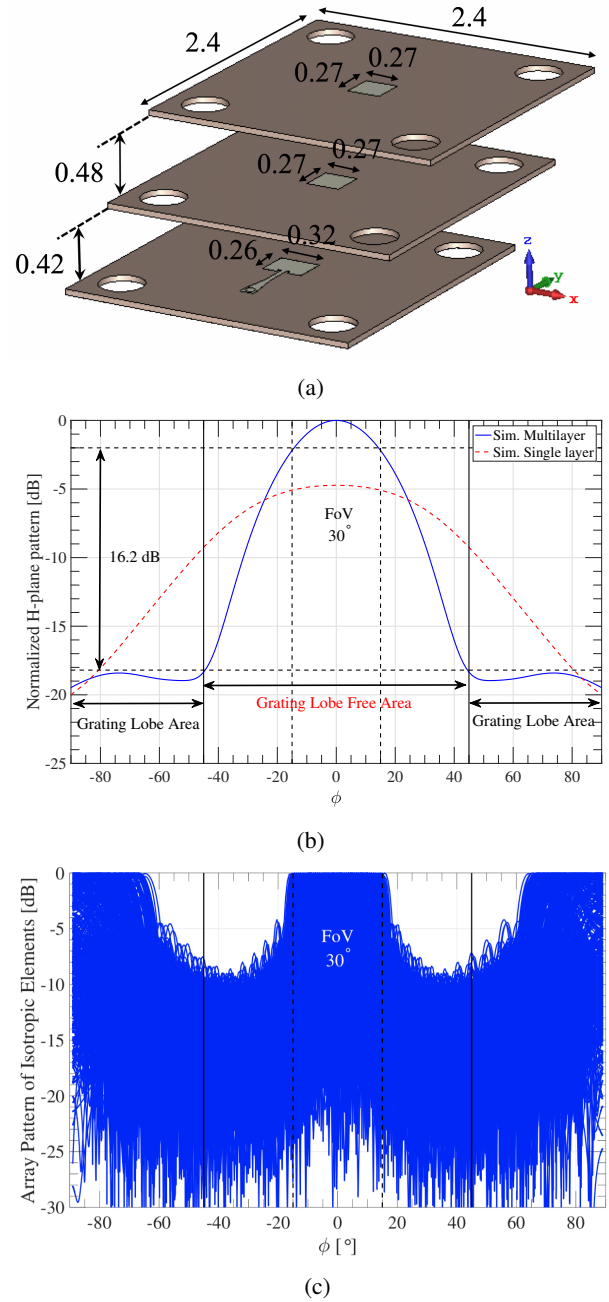 2.4
2.4
0.27
0.27
0.48
0.27
0.27
0.42
0.26
0.32
z
y
x
(a)
Normalized H-plane pattern [dB]
0
-5
-10
-15
-20
-25
Sim. Multilayer
Sim. Single layer
FoV
30°
16.2 dB
Grating Lobe Area
Grating Lobe Free Area
Grating Lobe Area
-80 -60 -40 -20 0 20 40 60 80
ϕ
(b)
Array Pattern of Isotropic Elements [dB]
0
-5
-10
-15
-20
-25
-30
FoV
30°
-80 -60 -40 -20 0 20 40 60 80
ϕ [°]
(c)